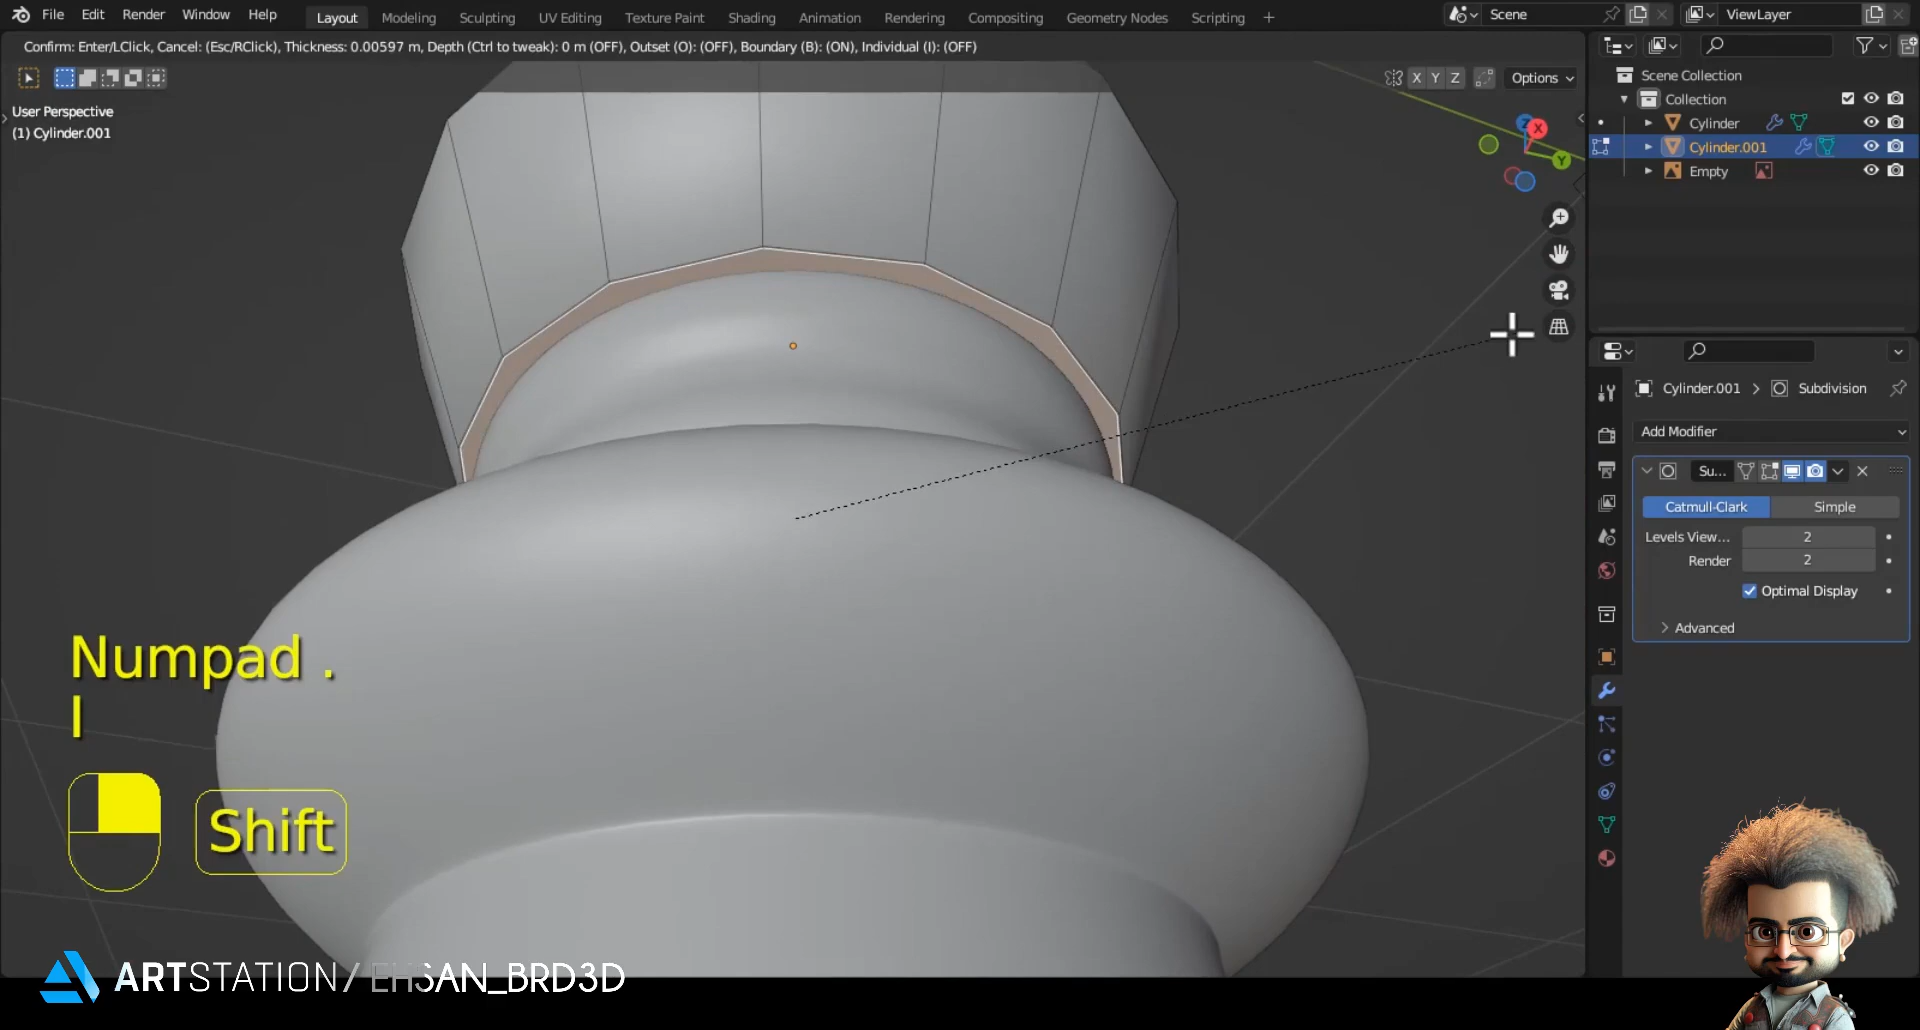 File Edit Render Window Help Layout Modeling Sculpting UV Editing Texture Paint Shading Animation Rendering Compositing Geometry Nodes Scripting + Scene ViewLayer
Confirm: Enter/LClick, Cancel: (Esc/RClick), Thickness: 0.00597 m, Depth (Ctrl to tweak): 0 m (OFF), Outset (O): (OFF), Boundary (B): (ON), Individual (I): (OFF)
X Y Z Options
User Perspective
(1) Cylinder.001
X
Y
Z
Scene Collection
Collection
Cylinder
Cylinder.001
Empty
Cylinder.001 > Subdivision
Add Modifier
Su...
Catmull-Clark Simple
Levels View... 2
Render 2
Optimal Display
Advanced
Numpad .
I
Shift
ARTSTATION/ EHSAN_BRD3D